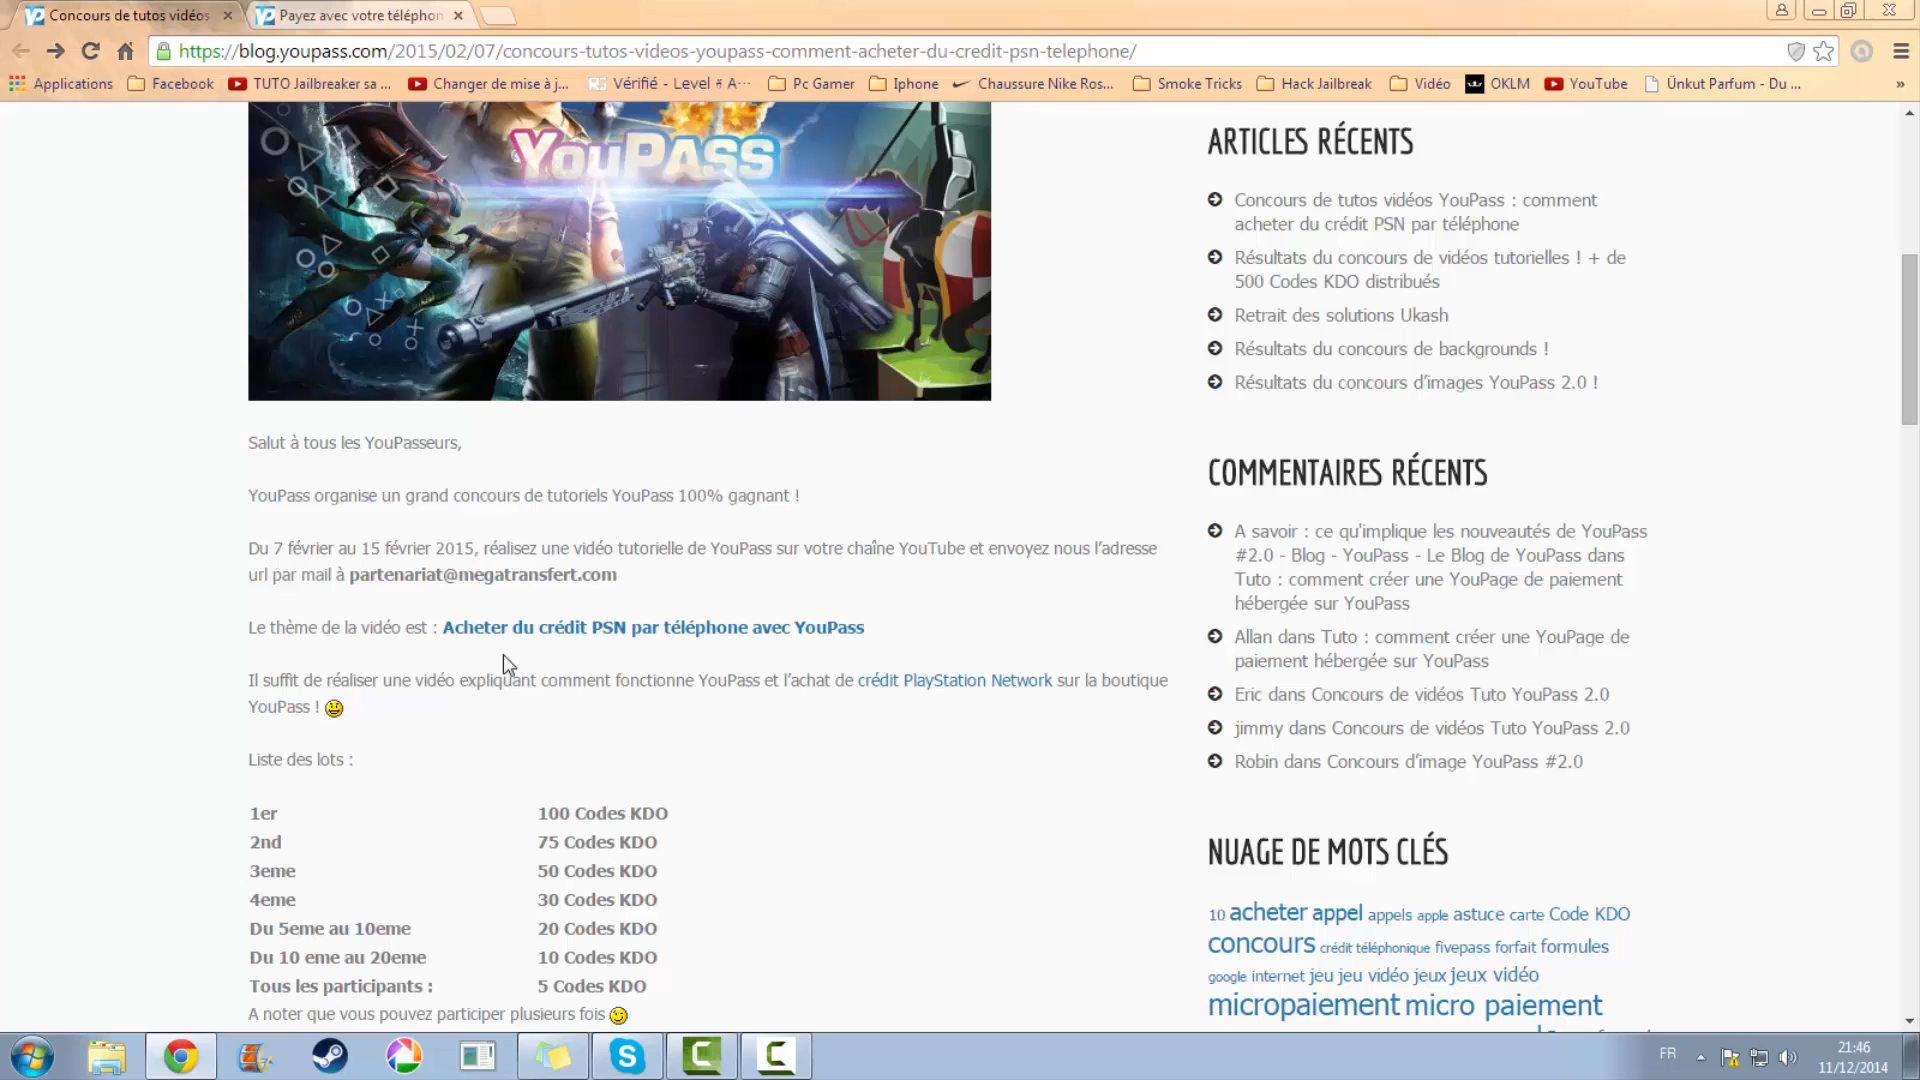 Concours de tutos vidéos
Payez avec votre téléphon
https://blog.youpass.com/2015/02/07/concours-tutos-videos-youpass-comment-acheter-du-credit-psn-telephone/
Applications Facebook TUTO Jailbreaker sa ... Changer de mise à j... Pc Gamer Iphone Chaussure Nike Ros... Smoke Tricks Hack Jailbreak Vidéo OKLM YouTube Ünkut Parfum - Du ... »
YouPASS
Salut à tous les YouPasseurs,
YouPass organise un grand concours de tutoriels YouPass 100% gagnant !
Du 7 février au 15 février 2015, réalisez une vidéo tutorielle de YouPass sur votre chaîne YouTube et envoyez nous l'adresse
url par mail à partenariat@megatransfert.com
Le thème de la vidéo est : Acheter du crédit PSN par téléphone avec YouPass
Il suffit de réaliser une vidéo expliquant comment fonctionne YouPass et l'achat de crédit PlayStation Network sur la boutique
YouPass !
Liste des lots :
1er 100 Codes KDO
2nd 75 Codes KDO
3eme 50 Codes KDO
4eme 30 Codes KDO
Du 5eme au 10eme 20 Codes KDO
Du 10 eme au 20eme 10 Codes KDO
Tous les participants : 5 Codes KDO
A noter que vous pouvez participer plusieurs fois
ARTICLES RÉCENTS
Concours de tutos vidéos YouPass : comment
acheter du crédit PSN par téléphone
Résultats du concours de vidéos tutorielles ! + de
500 Codes KDO distribués
Retrait des solutions Ukash
Résultats du concours de backgrounds !
Résultats du concours d'images YouPass 2.0 !
COMMENTAIRES RÉCENTS
A savoir : ce qu'implique les nouveautés de YouPass
#2.0 - Blog - YouPass - Le Blog de YouPass dans
Tuto : comment créer une YouPage de paiement
hébergée sur YouPass
Allan dans Tuto : comment créer une YouPage de
paiement hébergée sur YouPass
Eric dans Concours de vidéos Tuto YouPass 2.0
jimmy dans Concours de vidéos Tuto YouPass 2.0
Robin dans Concours d'image YouPass #2.0
NUAGE DE MOTS CLÉS
10 acheter appel appels apple astuce carte Code KDO
concours crédit téléphonique fivepass forfait formules
google internet jeu jeu vidéo jeux jeux vidéo
micropaiement micro paiement
FR
21:46
11/12/2014